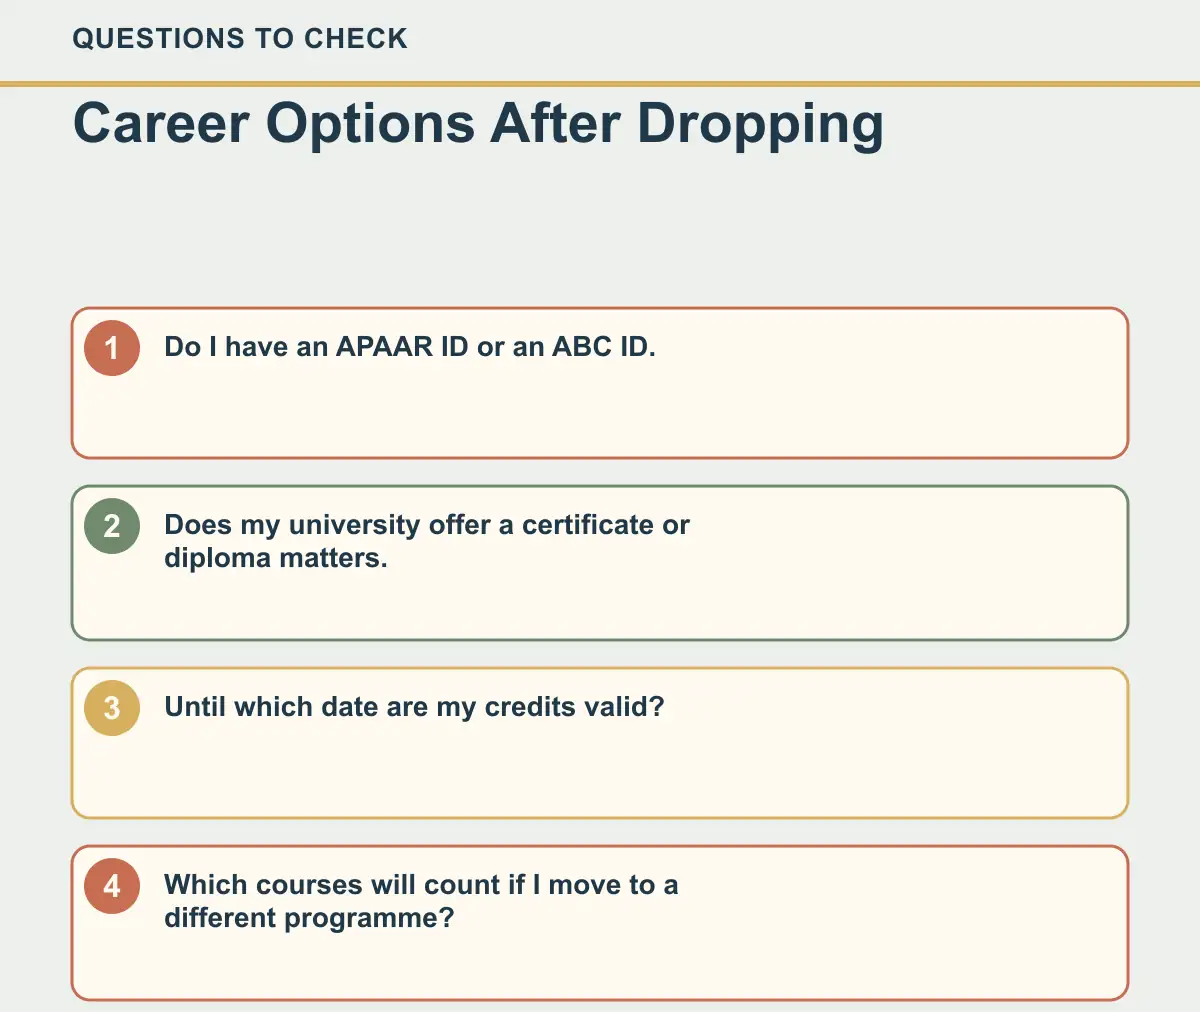 QUESTIONS TO CHECK
Career Options After Dropping
1
Do I have an APAAR ID or an ABC ID.
2
Does my university offer a certificate or
diploma matters.
3
Until which date are my credits valid?
4
Which courses will count if I move to a
different programme?